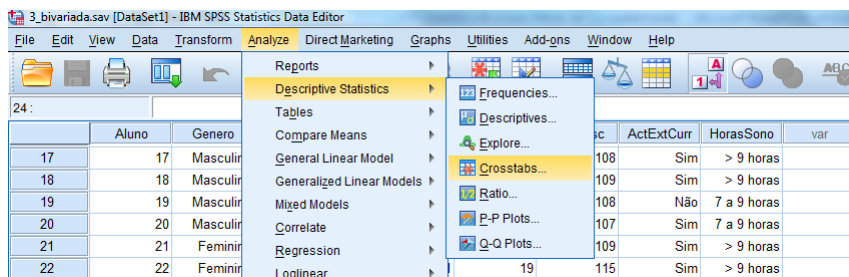 3_bivariada.sav [DataSet1] - IBM SPSS Statistics Data Editor
File Edit View Data Transform Analyze Direct Marketing Graphs Utilities Add-ons Window Help
Reports
Descriptive Statistics
Tables
Compare Means
General Linear Model
Generalized Linear Models
Mixed Models
Correlate
Regression
Loglinear
Frequencies...
Descriptives...
Explore...
Crosstabs...
Ratio...
P-P Plots...
Q-Q Plots...
24 :
Aluno Genero sc ActExtCurr HorasSono var
17 17 Masculin 108 Sim > 9 horas
18 18 Masculin 109 Sim > 9 horas
19 19 Masculin 108 Não 7 a 9 horas
20 20 Masculin 107 Sim 7 a 9 horas
21 21 Feminin 109 Sim > 9 horas
22 22 Feminin 19 115 Sim > 9 horas